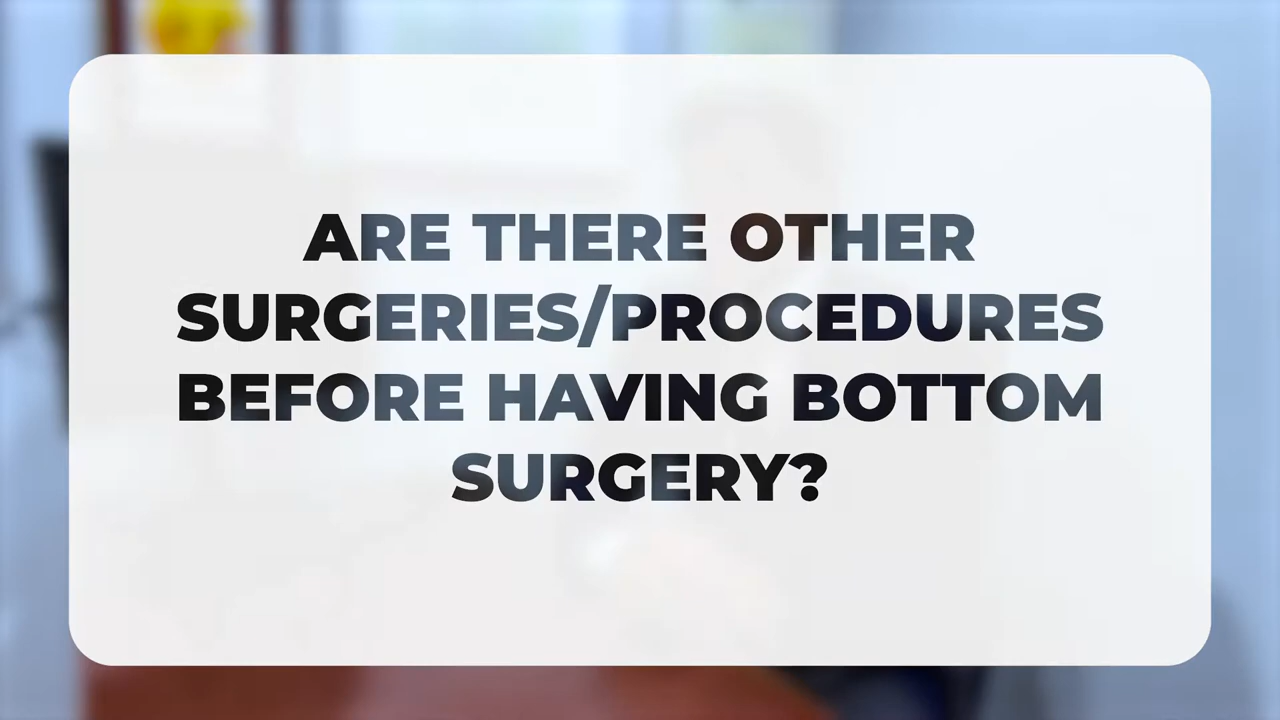 ARE THERE OTHER
SURGERIES/PROCEDURES
BEFORE HAVING BOTTOM
SURGERY?